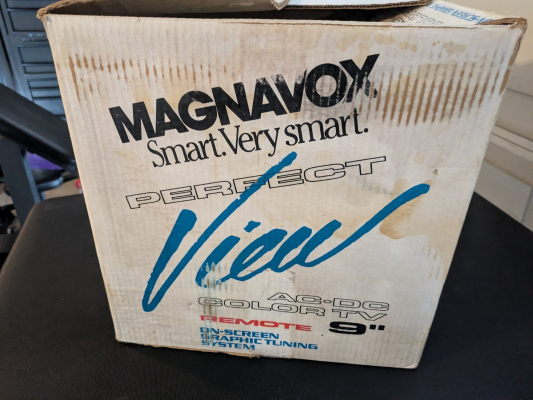 MAGNAVOX
Smart. Very smart.
PERFECT
View
AC-DC
COLOR TV
REMOTE 9"
ON-SCREEN
GRAPHIC TUNING
SYSTEM